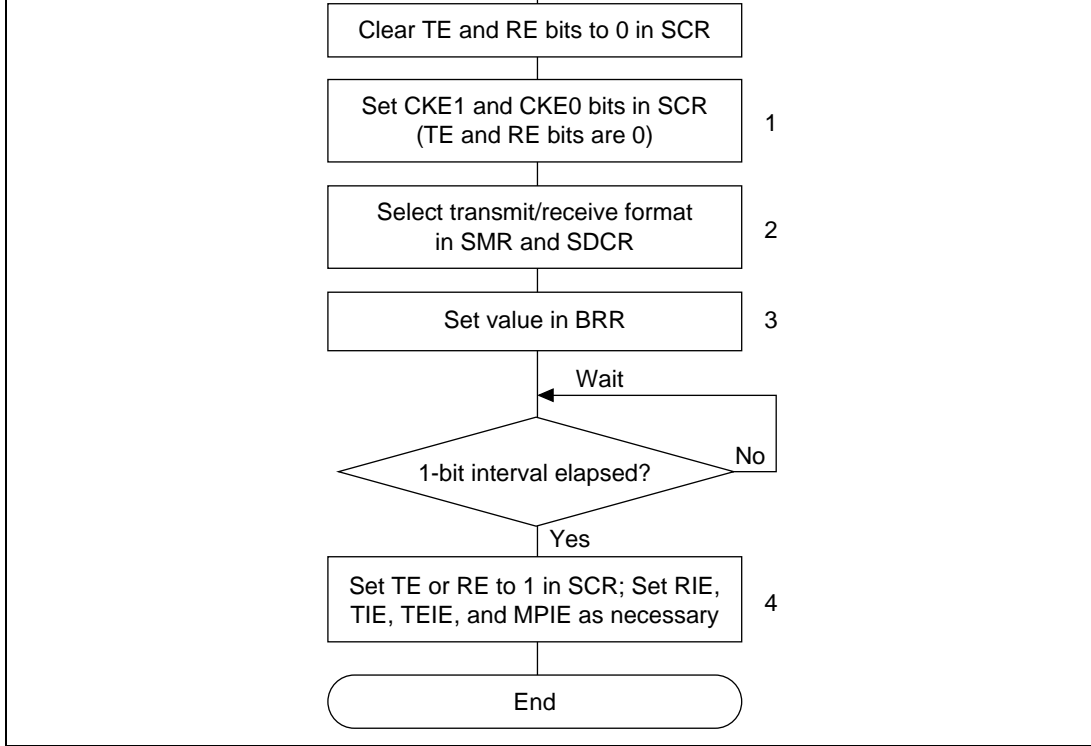 Clear TE and RE bits to 0 in SCR
Set CKE1 and CKE0 bits in SCR
(TE and RE bits are 0)
1
Select transmit/receive format
in SMR and SDCR
2
Set value in BRR
3
Wait
1-bit interval elapsed?
No
Yes
Set TE or RE to 1 in SCR; Set RIE,
TIE, TEIE, and MPIE as necessary
4
End